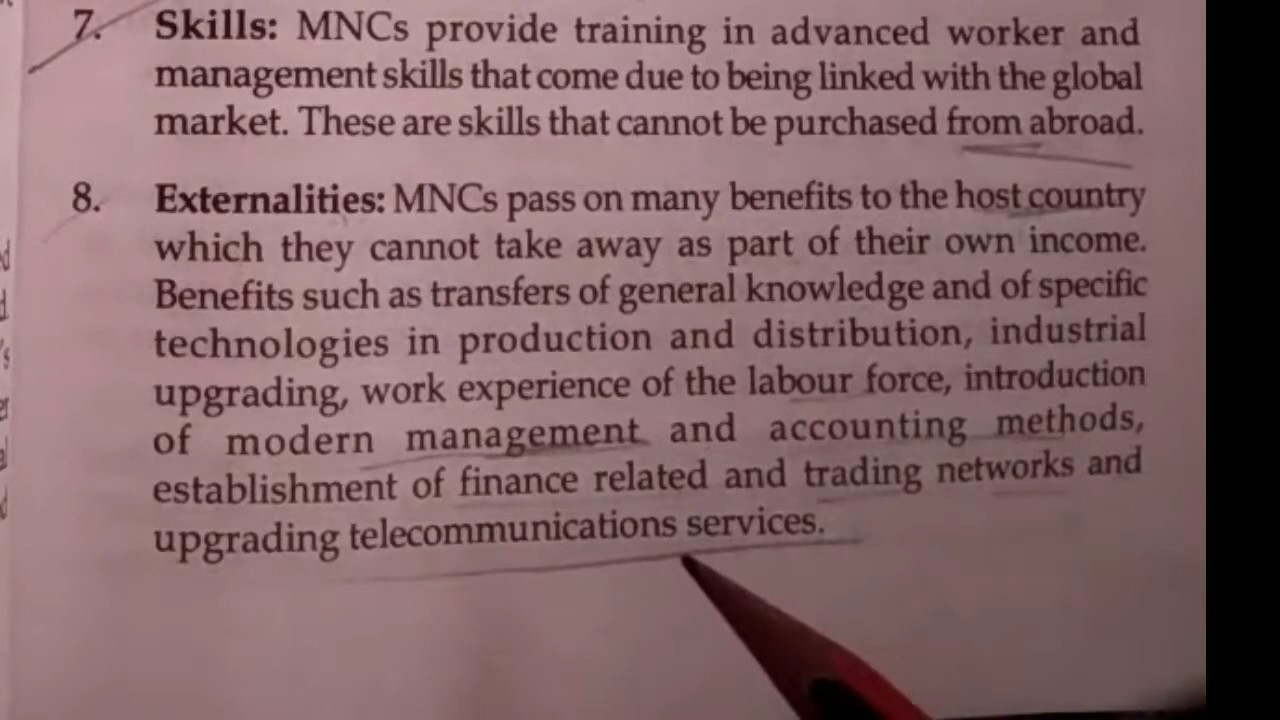 7. Skills: MNCs provide training in advanced worker and
management skills that come due to being linked with the global
market. These are skills that cannot be purchased from abroad.
8. Externalities: MNCs pass on many benefits to the host country
which they cannot take away as part of their own income.
Benefits such as transfers of general knowledge and of specific
technologies in production and distribution, industrial
upgrading, work experience of the labour force, introduction
of modern management and accounting methods,
establishment of finance related and trading networks and
upgrading telecommunications services.